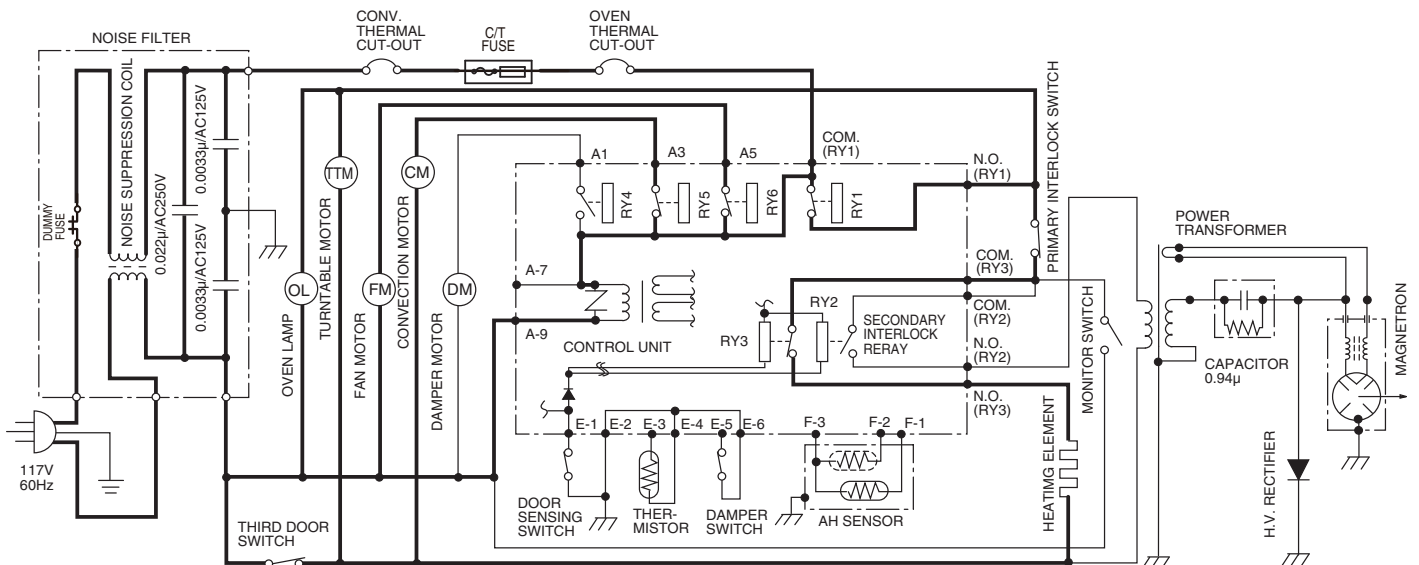 NOISE FILTER
CONV.
THERMAL
CUT-OUT
C/T
FUSE
OVEN
THERMAL
CUT-OUT
DUMMY
FUSE
NOISE SUPPRESSION COIL
0.022µ/AC250V
0.0033µ/AC125V
0.0033µ/AC125V
117V
60Hz
OL
OVEN LAMP
TTM
TURNTABLE MOTOR
FM
FAN MOTOR
CM
CONVECTION MOTOR
DM
DAMPER MOTOR
A1
A3
A5
COM.
(RY1)
N.O.
(RY1)
RY4
RY5
RY6
RY1
PRIMARY INTERLOCK SWITCH
A-7
A-9
CONTROL UNIT
RY3
RY2
SECONDARY
INTERLOCK
RERAY
COM.
(RY3)
COM.
(RY2)
N.O.
(RY2)
N.O.
(RY3)
E-1
E-2
E-3
E-4
E-5
E-6
F-3
F-2
F-1
DOOR
SENSING
SWITCH
THER-
MISTOR
DAMPER
SWITCH
AH SENSOR
THIRD DOOR
SWITCH
HEATIMG ELEMENT
MONITOR SWITCH
POWER
TRANSFORMER
CAPACITOR
0.94µ
H.V. RECTIFIER
MAGNETRON